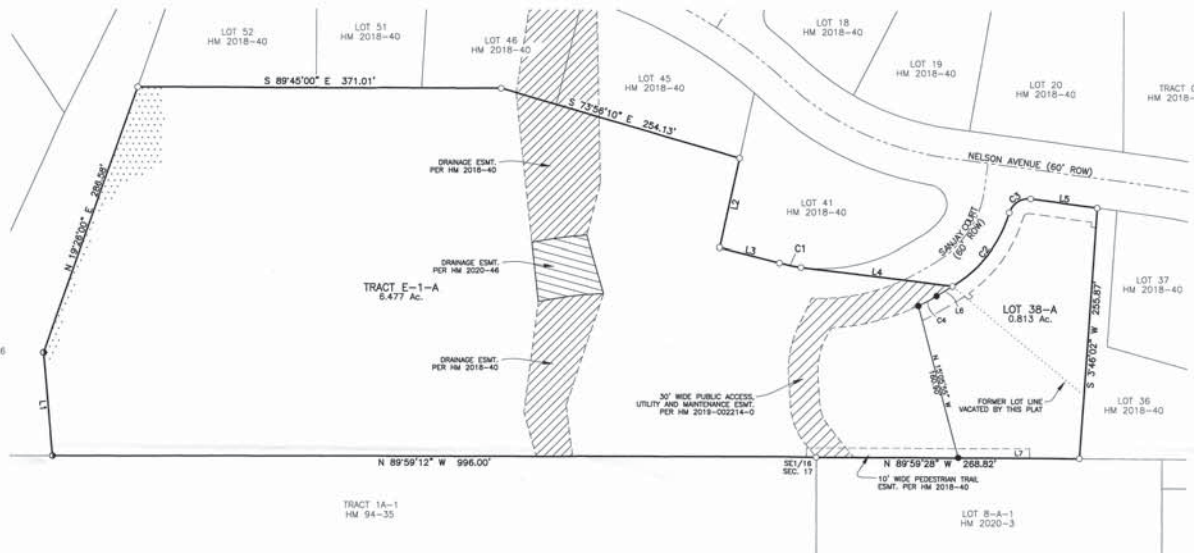 LOT 52
HM 2018-40
LOT 51
HM 2018-40
LOT 46
HM 2018-40
LOT 18
HM 2018-40
LOT 19
HM 2018-40
LOT 20
HM 2018-40
TRACT
HM 2018-
LOT 45
HM 2018-40
S 89°45'00" E 371.01'
S 73°56'10" E 254.13'
NELSON AVENUE (60' ROW)
DRAINAGE ESMT.
PER HM 2018-40
N 19°26'00" E 286.58'
L2
LOT 41
HM 2018-40
SANJAY COURT
(60' ROW)
C3
L5
C2
L3
C1
L4
DRAINAGE ESMT.
PER HM 2020-46
TRACT E-1-A
6.477 Ac.
LOT 37
HM 2018-40
L6
C4
LOT 38-A
0.813 Ac.
S 3°46'02" W 255.87'
6
DRAINAGE ESMT.
PER HM 2018-40
30' WIDE PUBLIC ACCESS,
UTILITY AND MAINTENANCE ESMT.
PER HM 2019-002214-0
FORMER LOT LINE
VACATED BY THIS PLAT
LOT 36
HM 2018-40
L1
N 89°59'12" W 996.00'
SE1/16
SEC. 17
N 89°59'28" W 268.82'
L7
10' WIDE PEDESTRIAN TRAIL
ESMT. PER HM 2018-40
TRACT 1A-1
HM 94-35
LOT 8-A-1
HM 2020-3